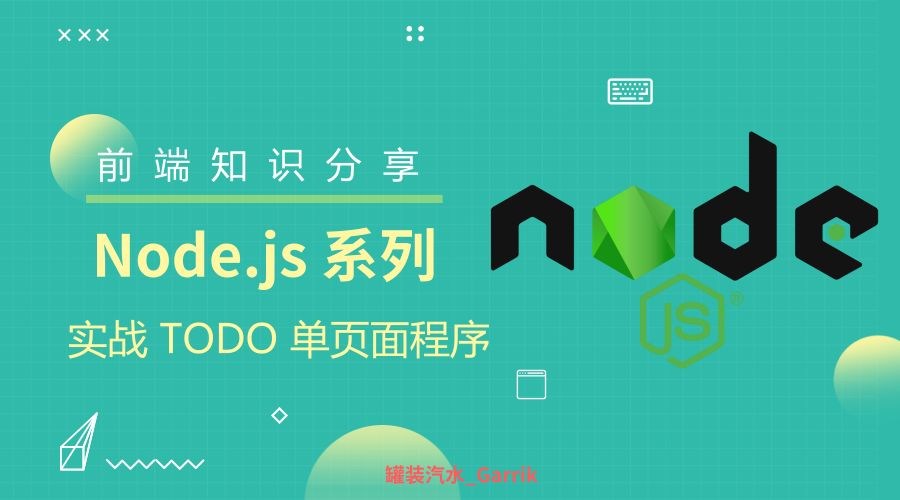 前端知识分享
Node.js 系列
实战 TODO 单页面程序
node
JS®
罐装汽水_Garrik